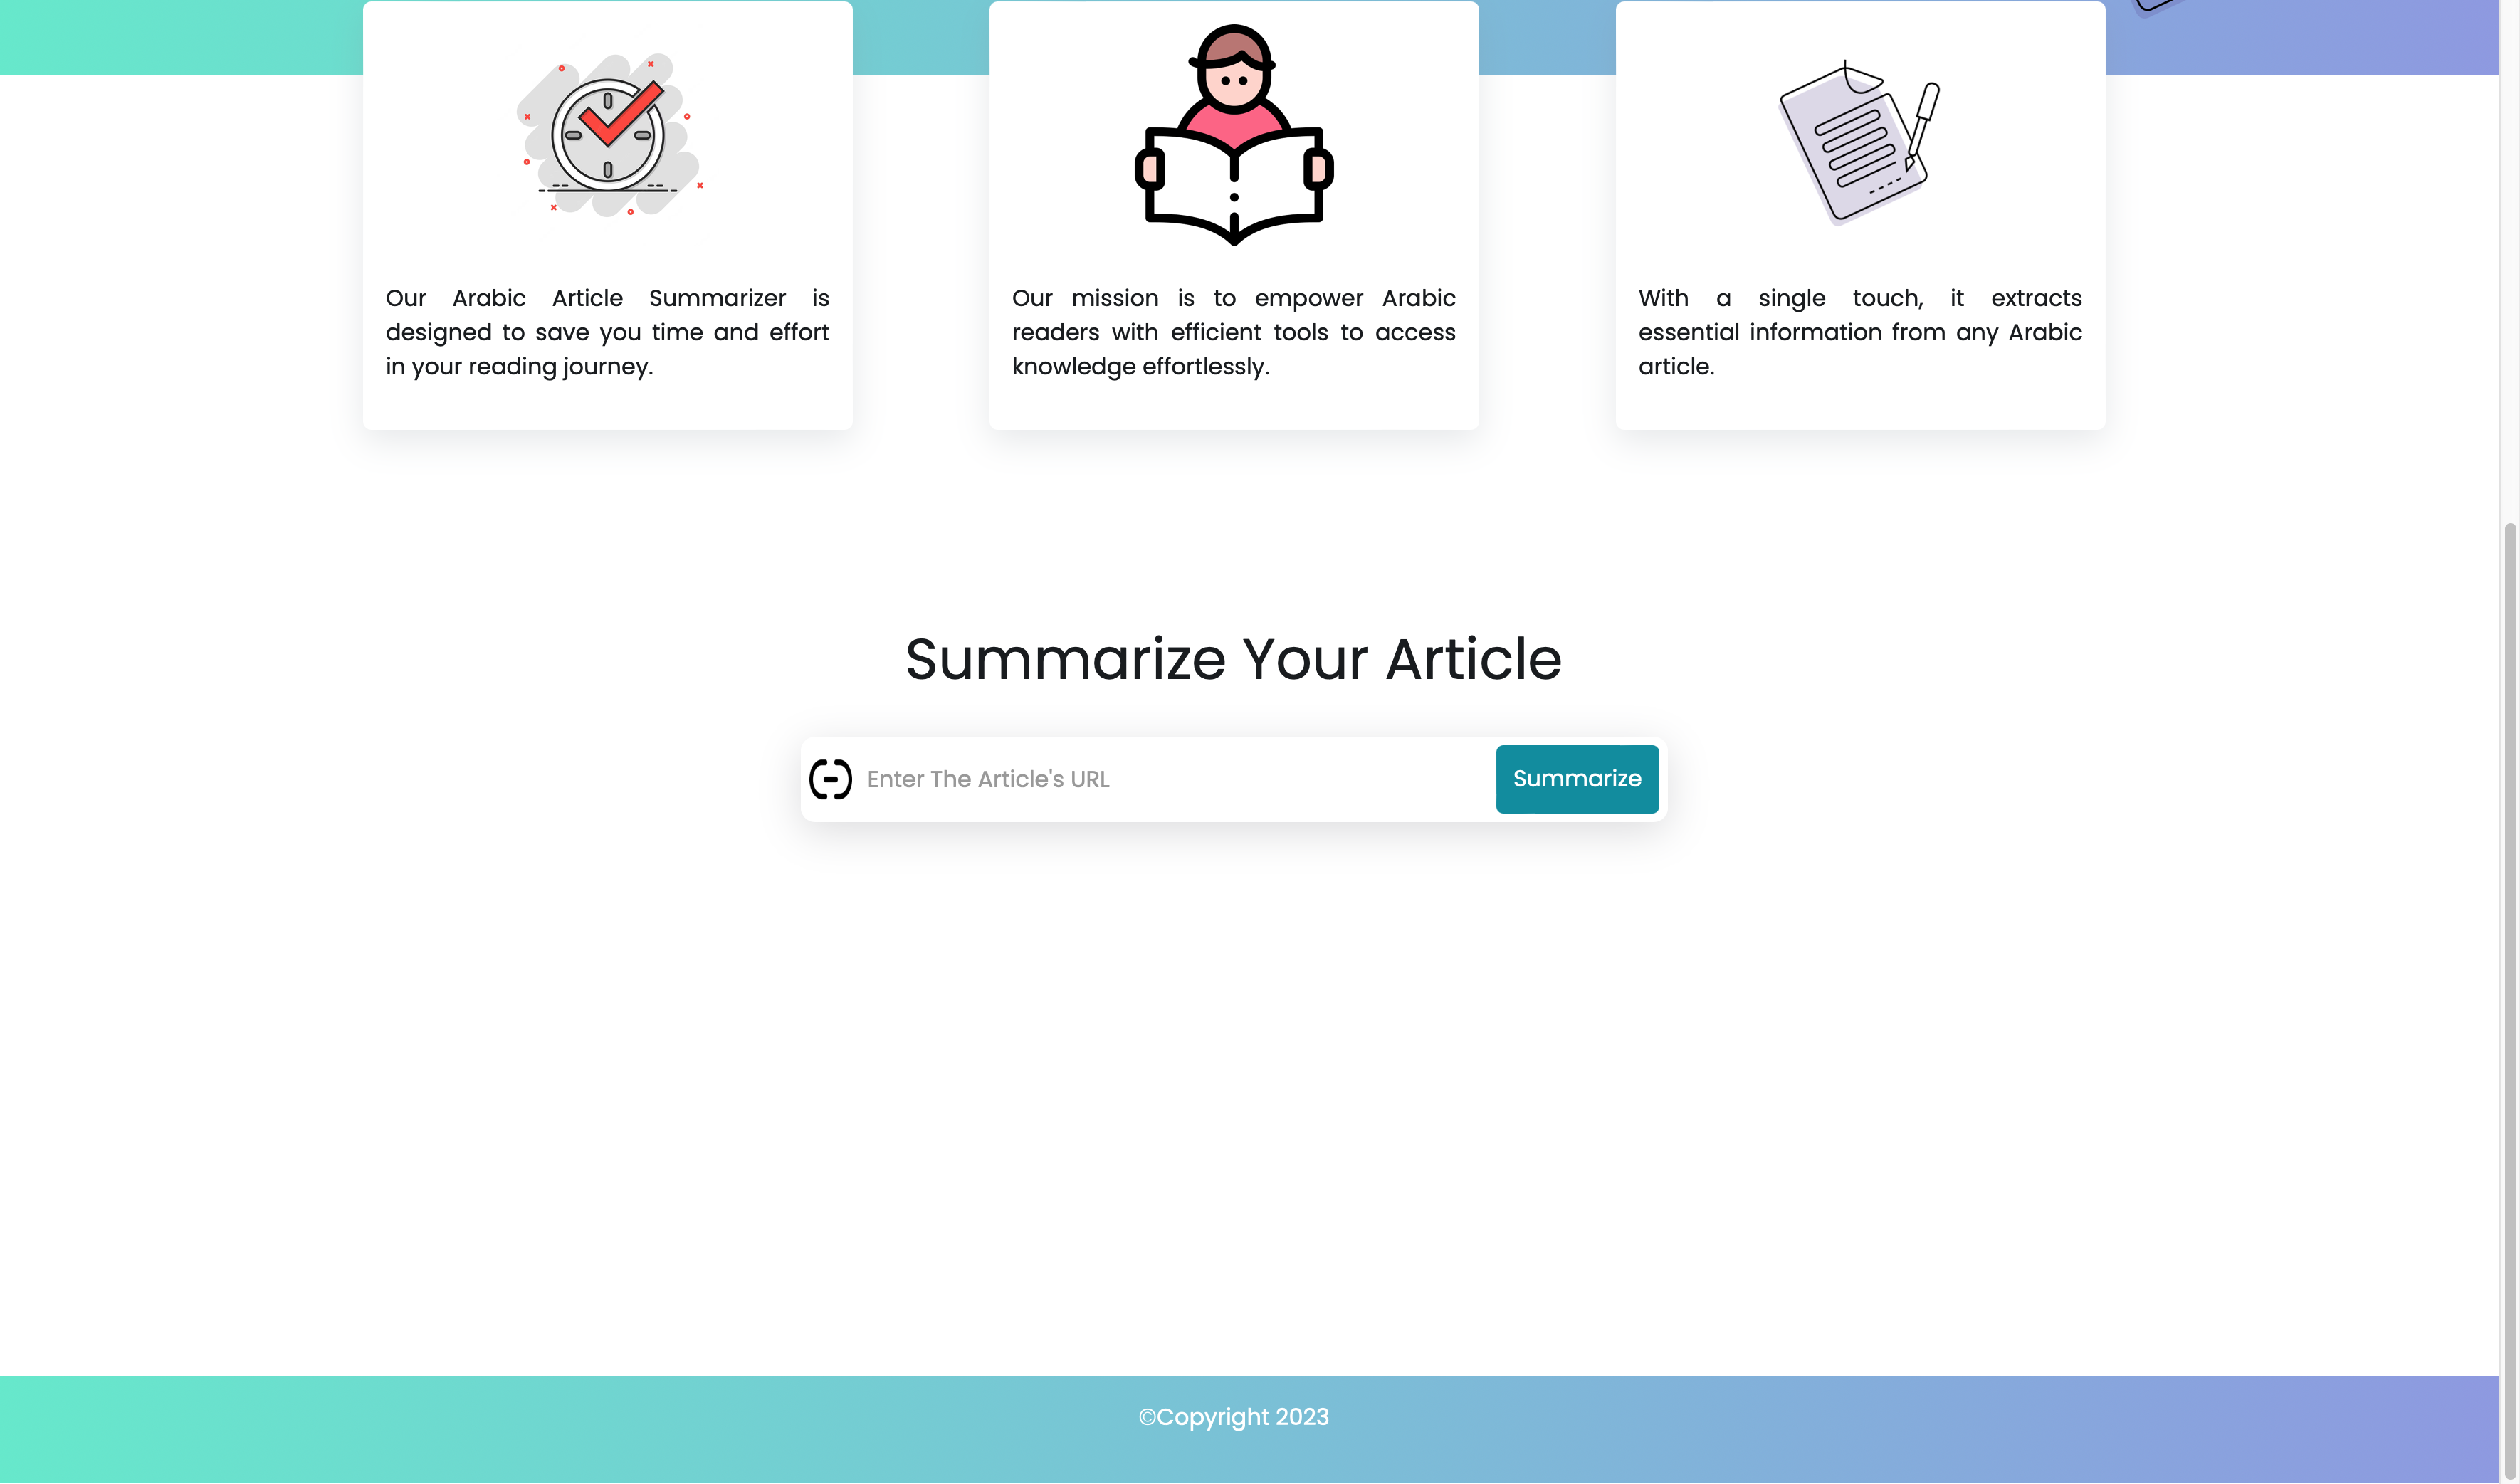 Our Arabic Article Summarizer is
designed to save you time and effort
in your reading journey.
Our mission is to empower Arabic
readers with efficient tools to access
knowledge effortlessly.
With a single touch, it extracts
essential information from any Arabic
article.
Summarize Your Article
Enter The Article's URL
Summarize
©Copyright 2023